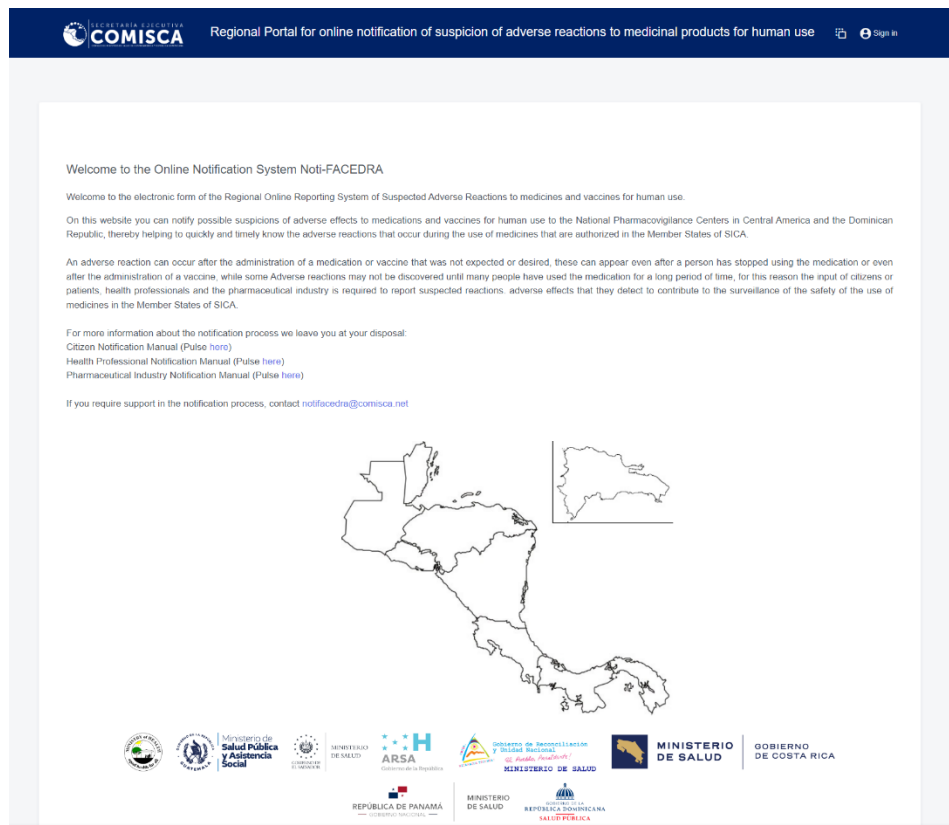 SECRETARÍA EJECUTIVA
COMISCA
Regional Portal for online notification of suspicion of adverse reactions to medicinal products for human use
Sign in
Welcome to the Online Notification System Noti-FACEDRA
Welcome to the electronic form of the Regional Online Reporting System of Suspected Adverse Reactions to medicines and vaccines for human use.
On this website you can notify possible suspicions of adverse effects to medications and vaccines for human use to the National Pharmacovigilance Centers in Central America and the Dominican
Republic, thereby helping to quickly and timely know the adverse reactions that occur during the use of medicines that are authorized in the Member States of SICA.
An adverse reaction can occur after the administration of a medication or vaccine that was not expected or desired, these can appear even after a person has stopped using the medication or even
after the administration of a vaccine, while some Adverse reactions may not be discovered until many people have used the medication for a long period of time, for this reason the input of citizens or
patients, health professionals and the pharmaceutical industry is required to report suspected reactions. adverse effects that they detect to contribute to the surveillance of the safety of the use of
medicines in the Member States of SICA.
For more information about the notification process we leave you at your disposal:
Citizen Notification Manual (Pulse here)
Health Professional Notification Manual (Pulse here)
Pharmaceutical Industry Notification Manual (Pulse here)
If you require support in the notification process, contact notifacedra@comisca.net
Ministerio de
Salud Pública
y Asistencia
Social
GUATEMALA
GOBIERNO DE
EL SALVADOR
MINISTERIO
DE SALUD
H
ARSA
Gobierno de la República
Gobierno de Reconciliación
y Unidad Nacional
El Pueblo, Presidente!
MINISTERIO DE SALUD
MINISTERIO
DE SALUD
GOBIERNO
DE COSTA RICA
REPÚBLICA DE PANAMÁ
— GOBIERNO NACIONAL —
MINISTERIO
DE SALUD
GOBIERNO DE LA
REPÚBLICA DOMINICANA
SALUD PÚBLICA